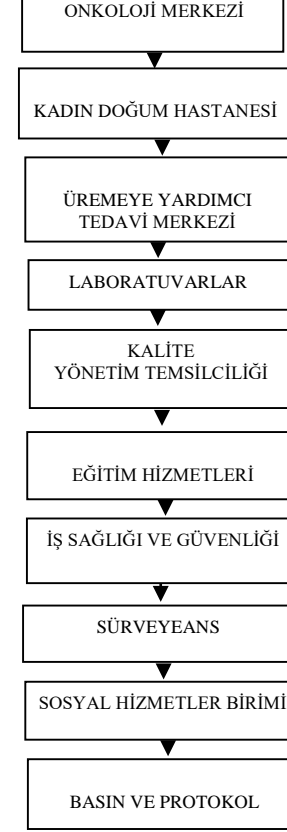 ONKOLOJİ MERKEZİ
KADIN DOĞUM HASTANESİ
ÜREMEYE YARDIMCI
TEDAVİ MERKEZİ
LABORATUVARLAR
KALİTE
YÖNETİM TEMSİLCİLİĞİ
EĞİTİM HİZMETLERİ
İŞ SAĞLIĞI VE GÜVENLİĞİ
SÜRVEYEANS
SOSYAL HİZMETLER BİRİMİ
BASIN VE PROTOKOL